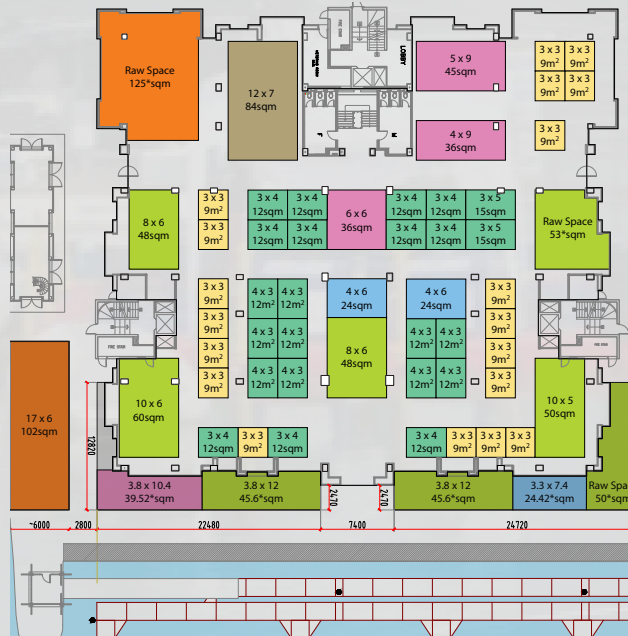 Raw Space
125*sqm
12 x 7
84sqm
LOBBY
5 x 9
45sqm
4 x 9
36sqm
3 x 3
9m²
3 x 3
9m²
3 x 3
9m²
3 x 3
9m²
3 x 3
9m²
F
M
8 x 6
48sqm
3 x 3
9m²
3 x 3
9m²
3 x 4
12sqm
3 x 4
12sqm
3 x 4
12sqm
3 x 4
12sqm
6 x 6
36sqm
3 x 4
12sqm
3 x 4
12sqm
3 x 5
15sqm
3 x 4
12sqm
3 x 4
12sqm
3 x 5
15sqm
Raw Space
53*sqm
3 x 3
9m²
3 x 3
9m²
3 x 3
9m²
3 x 3
9m²
4 x 3
12m²
4 x 3
12m²
4 x 3
12m²
4 x 3
12m²
4 x 3
12m²
4 x 3
12m²
4 x 6
24sqm
8 x 6
48sqm
4 x 6
24sqm
4 x 3
12m²
4 x 3
12m²
4 x 3
12m²
4 x 3
12m²
3 x 3
9m²
3 x 3
9m²
3 x 3
9m²
3 x 3
9m²
17 x 6
102sqm
10 x 6
60sqm
10 x 5
50sqm
12820
3 x 4
12sqm
3 x 3
9m²
3 x 4
12sqm
3 x 4
12sqm
3 x 3
9m²
3 x 3
9m²
3 x 3
9m²
3.8 x 10.4
39.52*sqm
3.8 x 12
45.6*sqm
2470
2470
3.8 x 12
45.6*sqm
3.3 x 7.4
24.42*sqm
Raw Spa
50*sqm
~6000
2800
22480
7400
24720